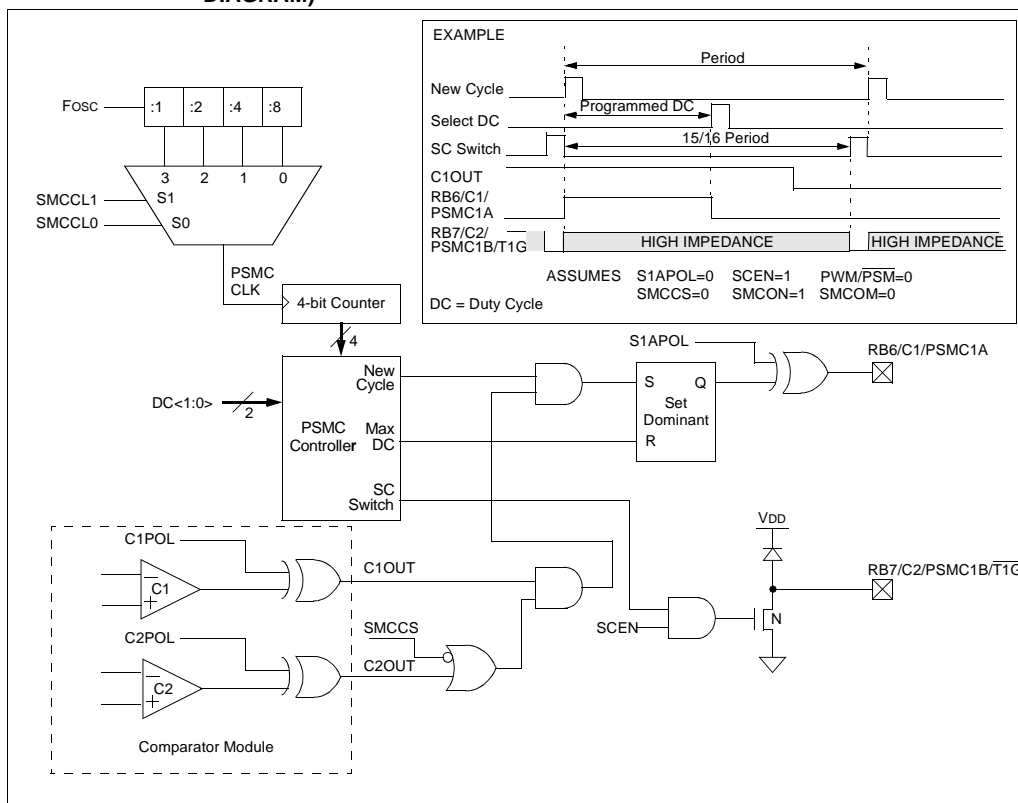 DIAGRAM)
EXAMPLE
Period
New Cycle
Programmed DC
Select DC
15/16 Period
SC Switch
C1OUT
RB6/C1/
PSMC1A
RB7/C2/
PSMC1B/T1G
HIGH IMPEDANCE
HIGH IMPEDANCE
ASSUMES S1APOL=0 SCEN=1 PWM/PSM=0
SMCCS=0 SMCON=1 SMCOM=0
DC = Duty Cycle
FOSC
:1 :2 :4 :8
3 2 1 0
SMCCL1
S1
SMCCL0
S0
PSMC
CLK
4-bit Counter
4
S1APOL
RB6/C1/PSMC1A
New
Cycle
S Q
DC<1:0>
2
PSMC
Controller
Max
DC
Set
Dominant
R
SC
Switch
VDD
C1POL
C1OUT
C1
RB7/C2/PSMC1B/T1G
SCEN
N
C2POL
SMCCS
C2OUT
C2
Comparator Module